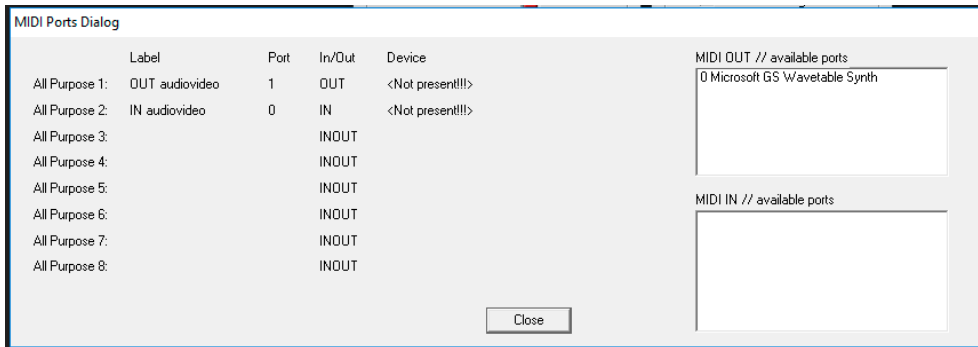 MIDI Ports Dialog
Label Port In/Out Device
All Purpose 1: OUT audiovideo 1 OUT <Not present!!!>
All Purpose 2: IN audiovideo 0 IN <Not present!!!>
All Purpose 3: INOUT
All Purpose 4: INOUT
All Purpose 5: INOUT
All Purpose 6: INOUT
All Purpose 7: INOUT
All Purpose 8: INOUT
MIDI OUT // available ports
0 Microsoft GS Wavetable Synth
MIDI IN // available ports
Close